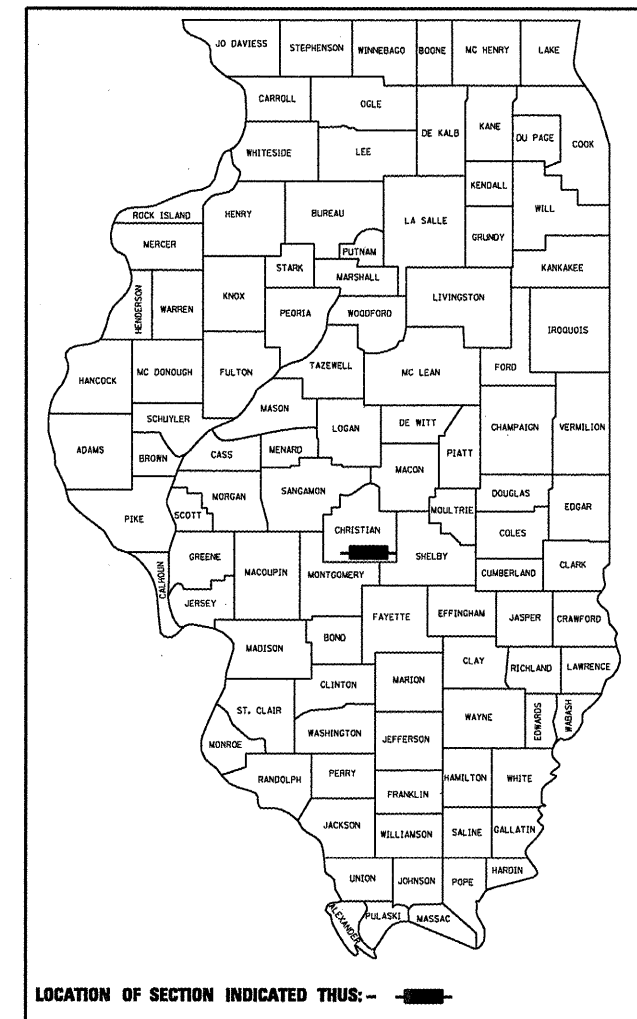 JO DAVIESS STEPHENSON WINNEBAGO BOONE MC HENRY LAKE
CARROLL OGLE DE KALB KANE DU PAGE COOK
WHITESIDE LEE KENDALL WILL
ROCK ISLAND HENRY BUREAU LA SALLE GRUNDY
MERCER PUTNAM KANKAKEE
STARK MARSHALL
HENDERSON WARREN KNOX PEORIA WOODFORD LIVINGSTON IROQUOIS
HANCOCK MC DONOUGH FULTON TAZEWELL MC LEAN FORD
SCHUYLER MASON LOGAN DE WITT CHAMPAIGN VERMILION
ADAMS BROWN CASS MENARD MACON PIATT
PIKE SCOTT MORGAN SANGAMON MOULTRIE DOUGLAS EDGAR
CHRISTIAN COLES
CALHOUN GREENE MACOUPIN MONTGOMERY SHELBY CUMBERLAND CLARK
JERSEY FAYETTE EFFINGHAM JASPER CRAWFORD
MADISON BOND CLAY RICHLAND LAWRENCE
CLINTON MARION
ST. CLAIR WAYNE EDWARDS WABASH
MONROE WASHINGTON JEFFERSON
RANDOLPH PERRY HAMILTON WHITE
FRANKLIN
JACKSON WILLIAMSON SALINE GALLATIN
UNION JOHNSON POPE HARDIN
ALEXANDER PULASKI MASSAC
LOCATION OF SECTION INDICATED THUS:-